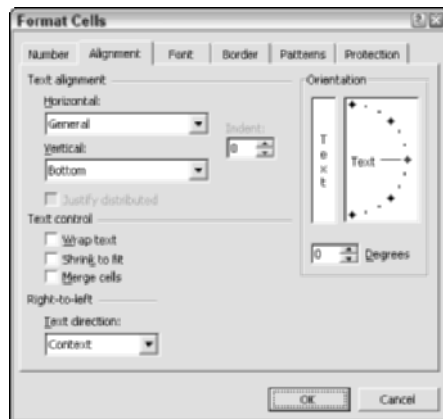 Format Cells
Number Alignment Font Border Patterns Protection
Text alignment
Horizontal:
General
Vertical:
Bottom
Indent:
0
Justify distributed
Text control
Wrap text
Shrink to fit
Merge cells
Right-to-left
Text direction:
Context
Orientation
Text
Text
0 Degrees
OK Cancel